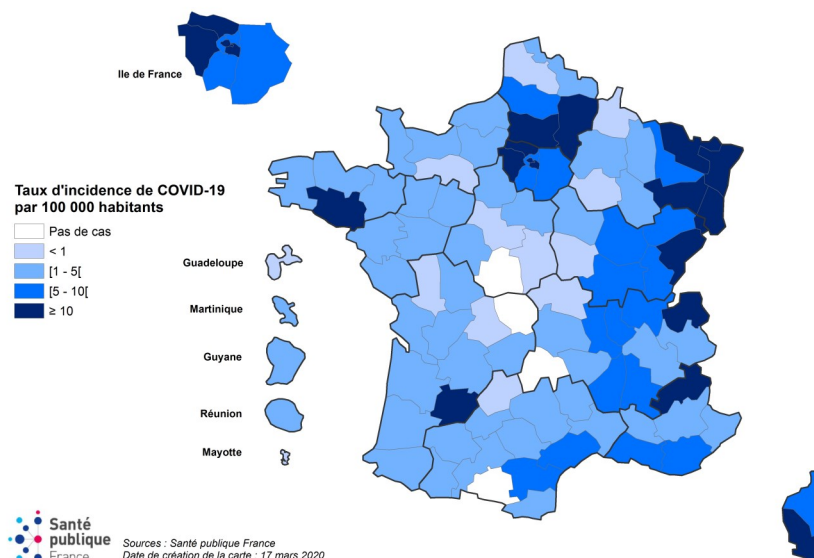 Ile de France
Taux d'incidence de COVID-19
par 100 000 habitants
Pas de cas
< 1
[1 - 5[
[5 - 10[
≥ 10
Guadeloupe
Martinique
Guyane
Réunion
Mayotte
Santé
publique
France
Sources : Santé publique France
Date de création de la carte : 17 mars 2020